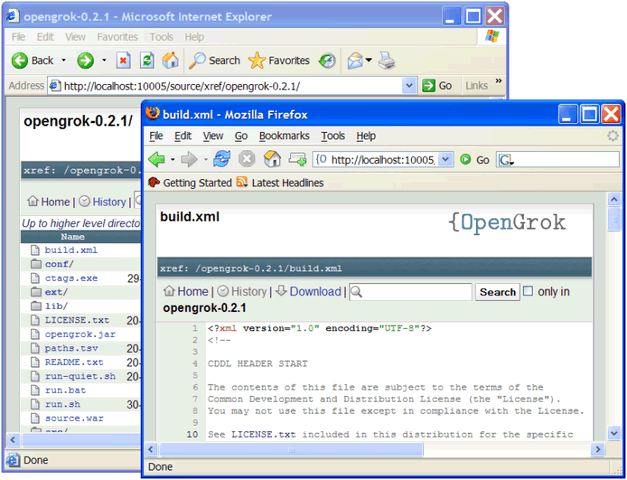 opengrok-0.2.1 - Microsoft Internet Explorer
File Edit View Favorites Tools Help
Back Search Favorites
Address http://localhost:10005/source/xref/opengrok-0.2.1/ Go Links »
opengrok-0.2.1/
xref: /opengrok-0.
Home | History |
Up to higher level directo
Name
build.xml
conf/
ctags.exe 29-
ext/
lib/
LICENSE.txt 20-
opengrok.jar
paths.tsv 20-
README.txt 20-
run-quiet.sh 20-
run.bat
run.sh 30-
source.war
src/
Done
build.xml - Mozilla Firefox
File Edit View Go Bookmarks Tools Help
{O http://localhost:10005, Go G
Getting Started Latest Headlines
build.xml
{OpenGrok
xref: /opengrok-0.2.1/build.xml
Home | History | Download | Search only in
opengrok-0.2.1
1 <?xml version="1.0" encoding="UTF-8"?>
2 <!--
3
4 CDDL HEADER START
5
6 The contents of this file are subject to the terms of the
7 Common Development and Distribution License (the "License").
8 You may not use this file except in compliance with the License.
9
10 See LICENSE.txt included in this distribution for the specific
Done